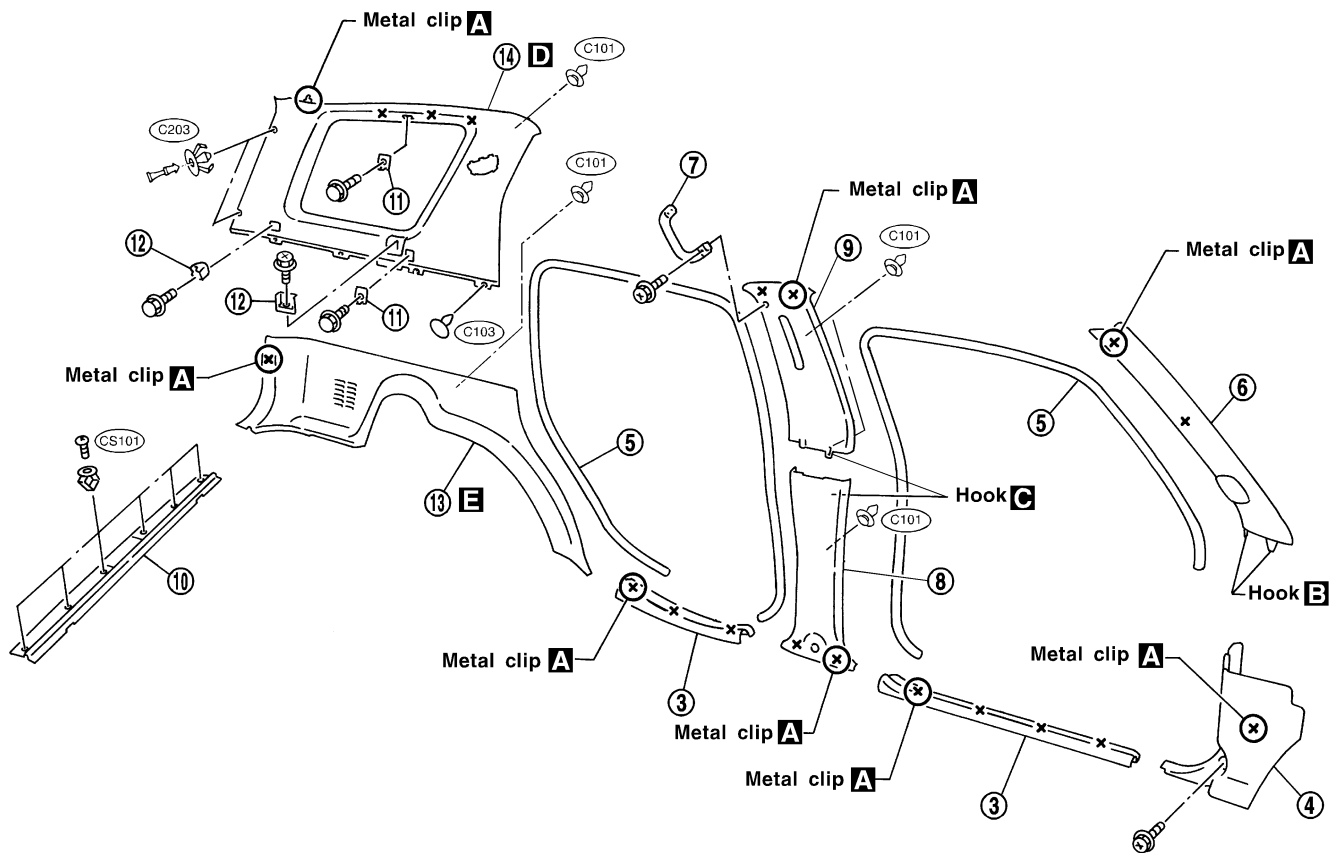 Metal clip A
14 D
C101
C203
C101
7
11
Metal clip A
12
9
C101
Metal clip A
12
11
C103
Metal clip A
6
5
5
CS101
13 E
Hook C
C101
10
8
Hook B
Metal clip A
3
Metal clip A
Metal clip A
Metal clip A
3
4